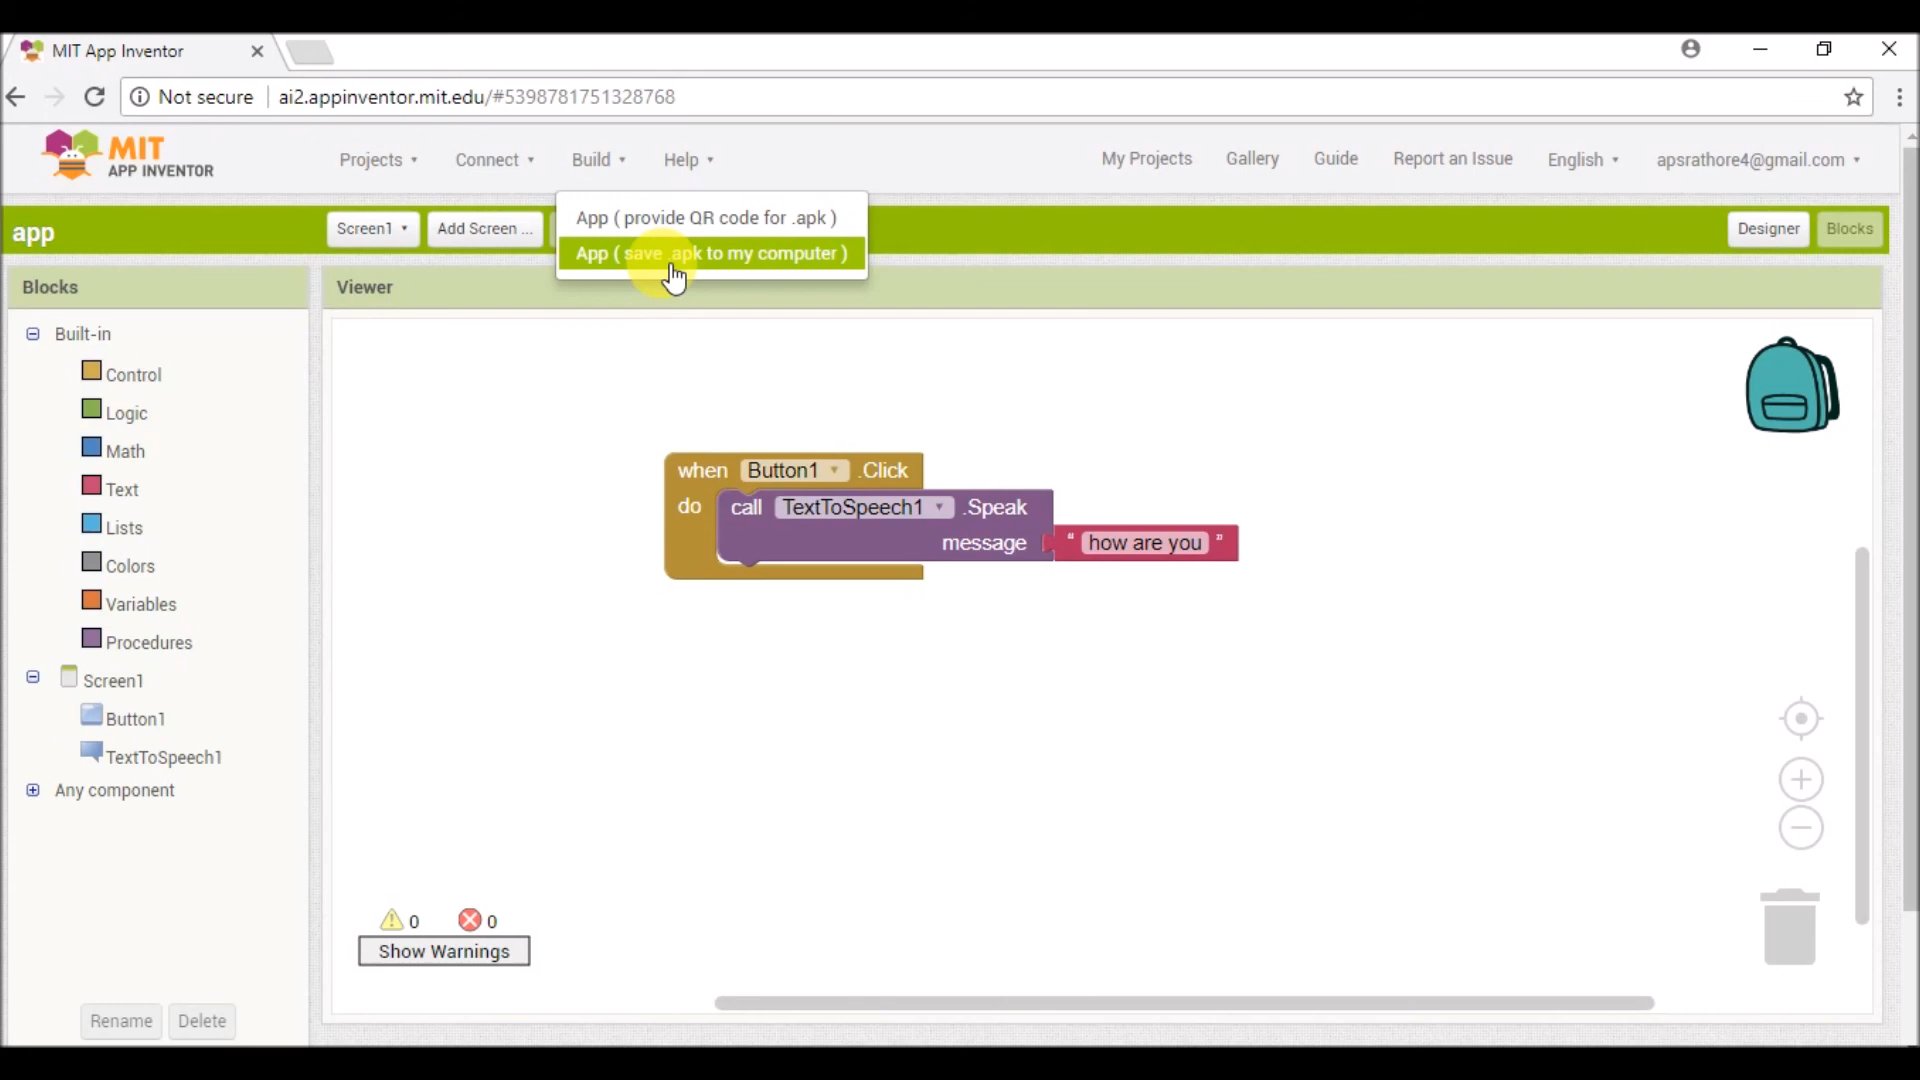 MIT App Inventor
Not secure
ai2.appinventor.mit.edu/#5398781751328768
MIT
APP INVENTOR
Projects
Connect
Build
Help
My Projects
Gallery
Guide
Report an Issue
English
apsrathore4@gmail.com
App ( provide QR code for .apk )
App ( save .apk to my computer )
app
Screen1
Add Screen ...
Designer
Blocks
Blocks
Viewer
Built-in
Control
Logic
Math
Text
Lists
Colors
Variables
Procedures
Screen1
Button1
TextToSpeech1
Any component
when Button1 .Click
do call TextToSpeech1 .Speak
message “ how are you ”
0 0
Show Warnings
Rename
Delete